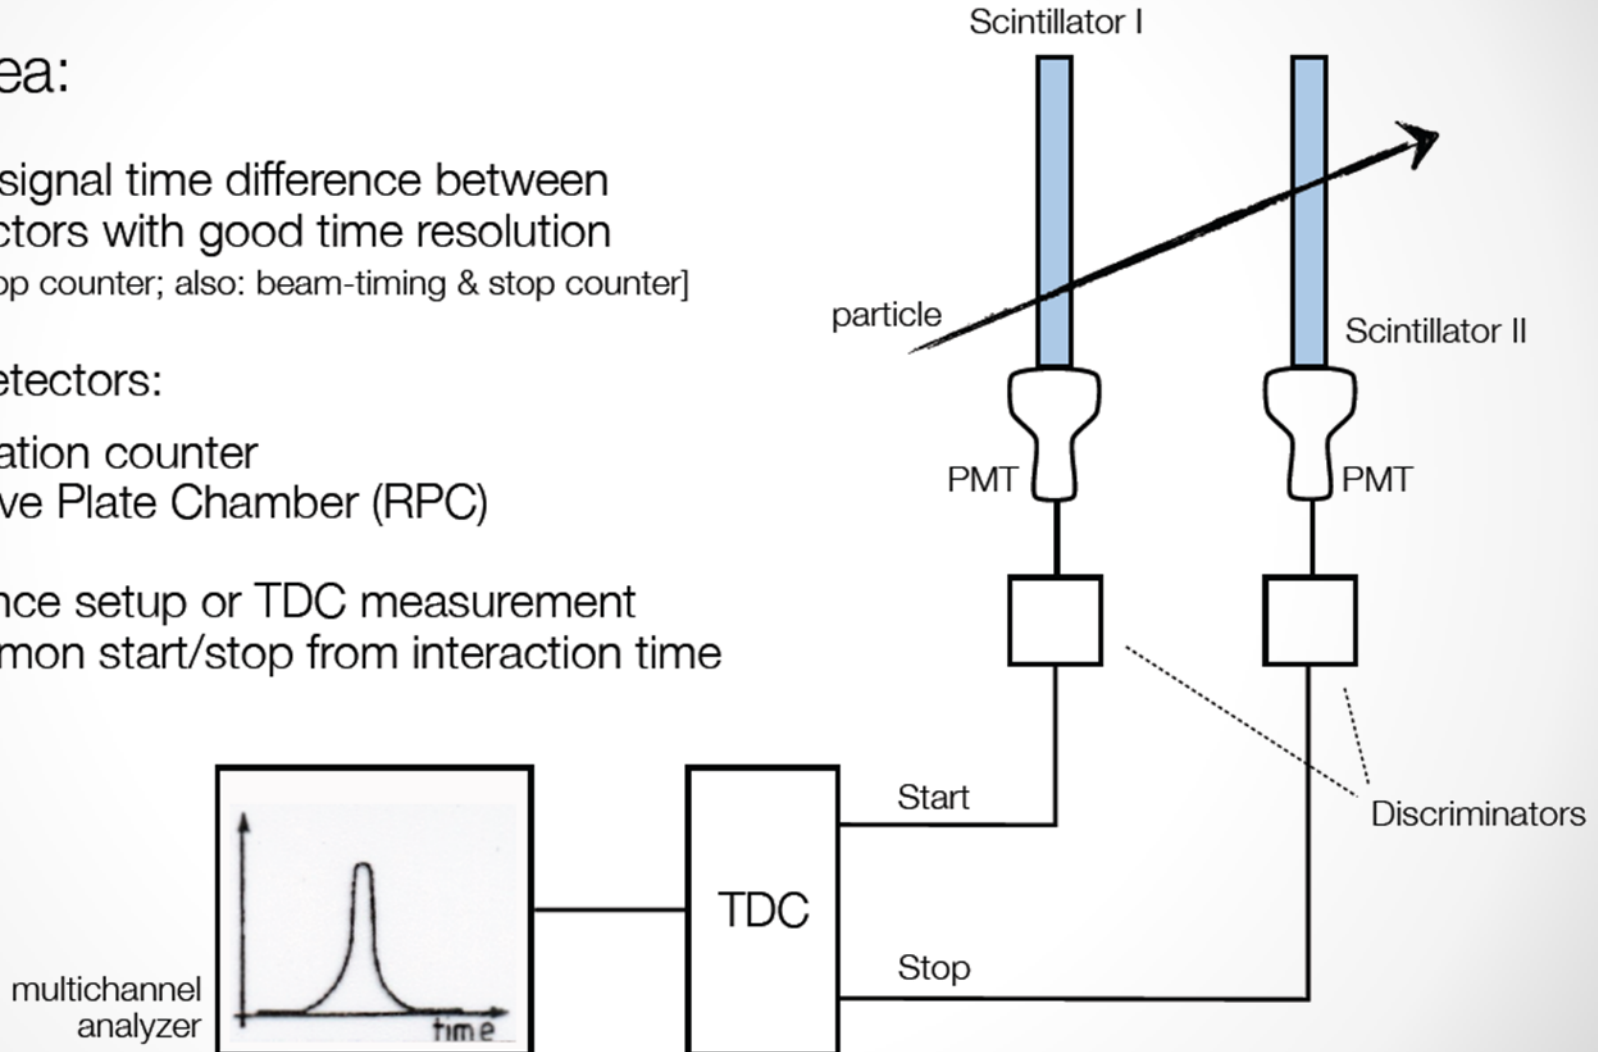 ea:
signal time difference between
ctors with good time resolution
op counter; also: beam-timing & stop counter]
etectors:
ation counter
ve Plate Chamber (RPC)
nce setup or TDC measurement
mon start/stop from interaction time
Scintillator I
particle
Scintillator II
PMT
PMT
Discriminators
Start
TDC
Stop
multichannel
analyzer
time